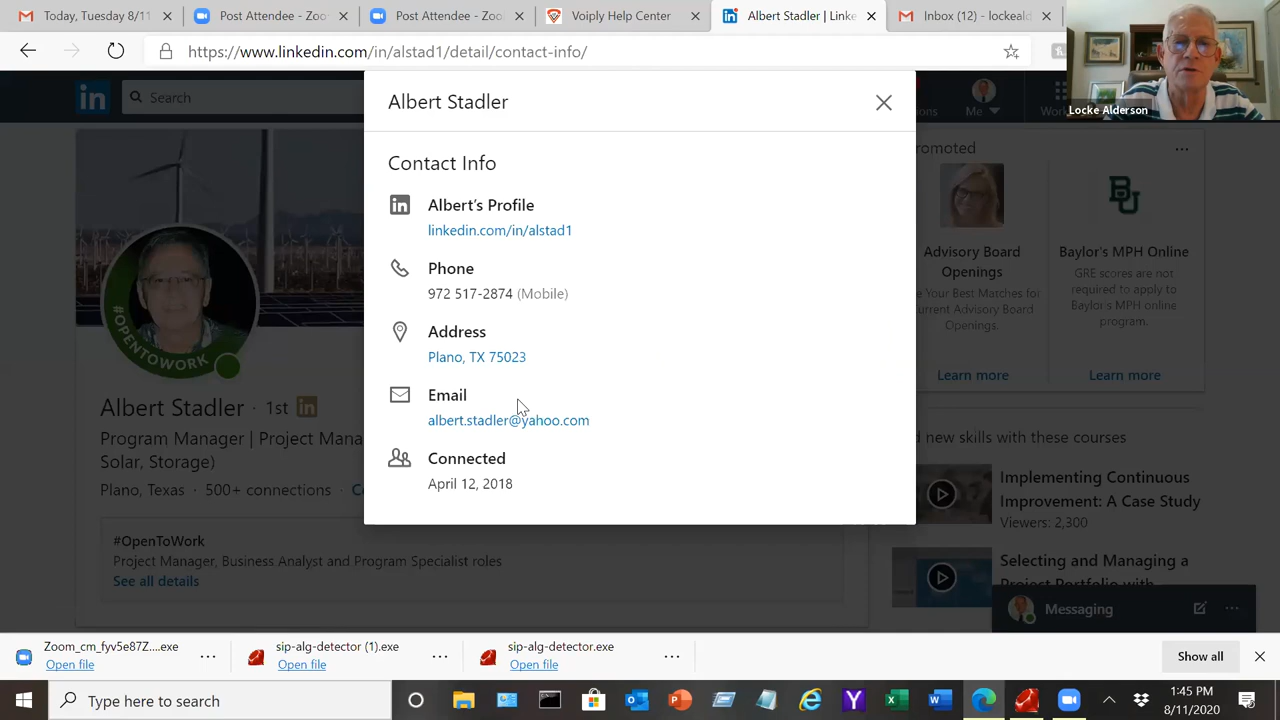 Today, Tuesday 8/11
Post Attendee - Zoo
Post Attendee - Zoo
Voiply Help Center
Albert Stadler | Linke
Inbox (12) - lockeald
https://www.linkedin.com/in/alstad1/detail/contact-info/
Locke Alderson
in
Search
Me
Albert Stadler
Contact Info
in
Albert's Profile
linkedin.com/in/alstad1
Phone
972 517-2874 (Mobile)
Address
Plano, TX 75023
Email
albert.stadler@yahoo.com
Connected
April 12, 2018
#OPENTOWORK
Albert Stadler · 1st in
Program Manager | Project Mana
Solar, Storage)
Plano, Texas · 500+ connections ·
#OpenToWork
Project Manager, Business Analyst and Program Specialist roles
See all details
omoted
BU
Advisory Board
Openings
e Your Best Matches for
Current Advisory Board
Openings.
Learn more
Baylor's MPH Online
GRE scores are not
required to apply to
Baylor's MPH online
program.
Learn more
d new skills with these courses
Implementing Continuous
Improvement: A Case Study
Viewers: 2,300
Selecting and Managing a
Project Portfolio with
Messaging
Zoom_cm_fyv5e87Z....exe
Open file
sip-alg-detector (1).exe
Open file
sip-alg-detector.exe
Open file
Show all
Type here to search
1:45 PM
8/11/2020